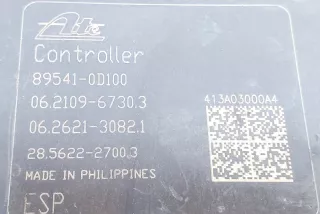 Ate
Controller
89541-0D100
06.2109-6730.3
413A03000A4
06.2621-3082.1
28.5622-2700.3
MADE IN PHILIPPINES
ESP